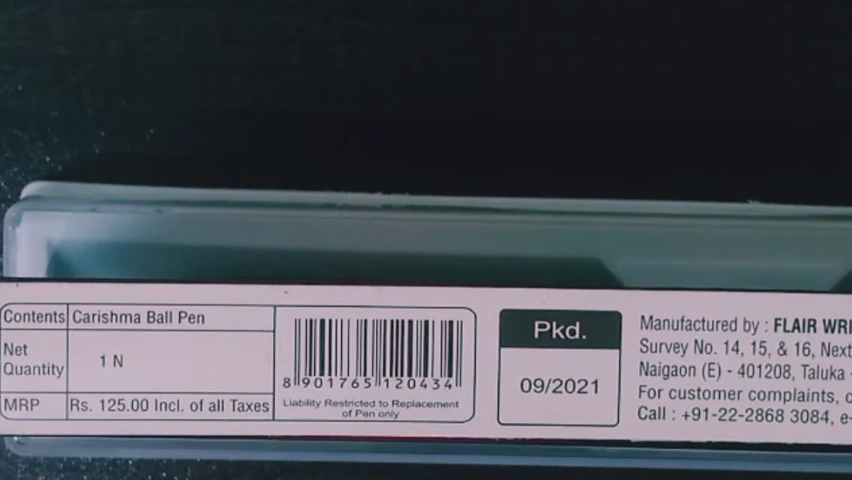 Contents Carishma Ball Pen
Net Quantity 1 N
MRP Rs. 125.00 Incl. of all Taxes
8 901765 120434
Liability Restricted to Replacement
of Pen only
Pkd.
09/2021
Manufactured by : FLAIR
Survey No. 14, 15, & 16, Next
Naigaon (E) - 401208, Taluka -
For customer complaints,
Call : +91-22-2868 3084,